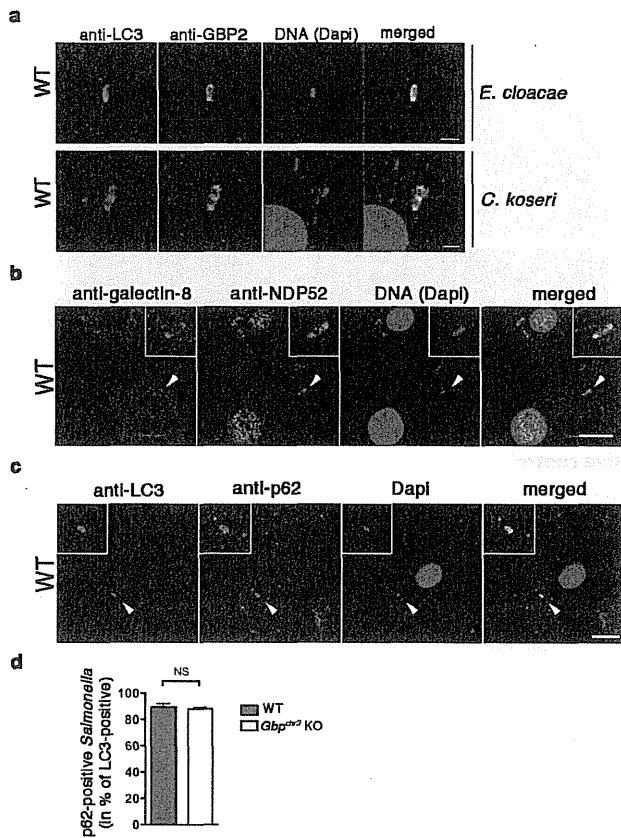 a
anti-LC3 anti-GBP2 DNA (Dapi) merged
WT
E. cloacae
WT
C. koseri
b
anti-galectin-8 anti-NDP52 DNA (Dapi) merged
WT
c
anti-LC3 anti-p62 Dapi merged
WT
d
p62-positive Salmonella
(in % of LC3-positive)
100
80
60
40
20
0
NS
WT
Gbp^chr3 KO